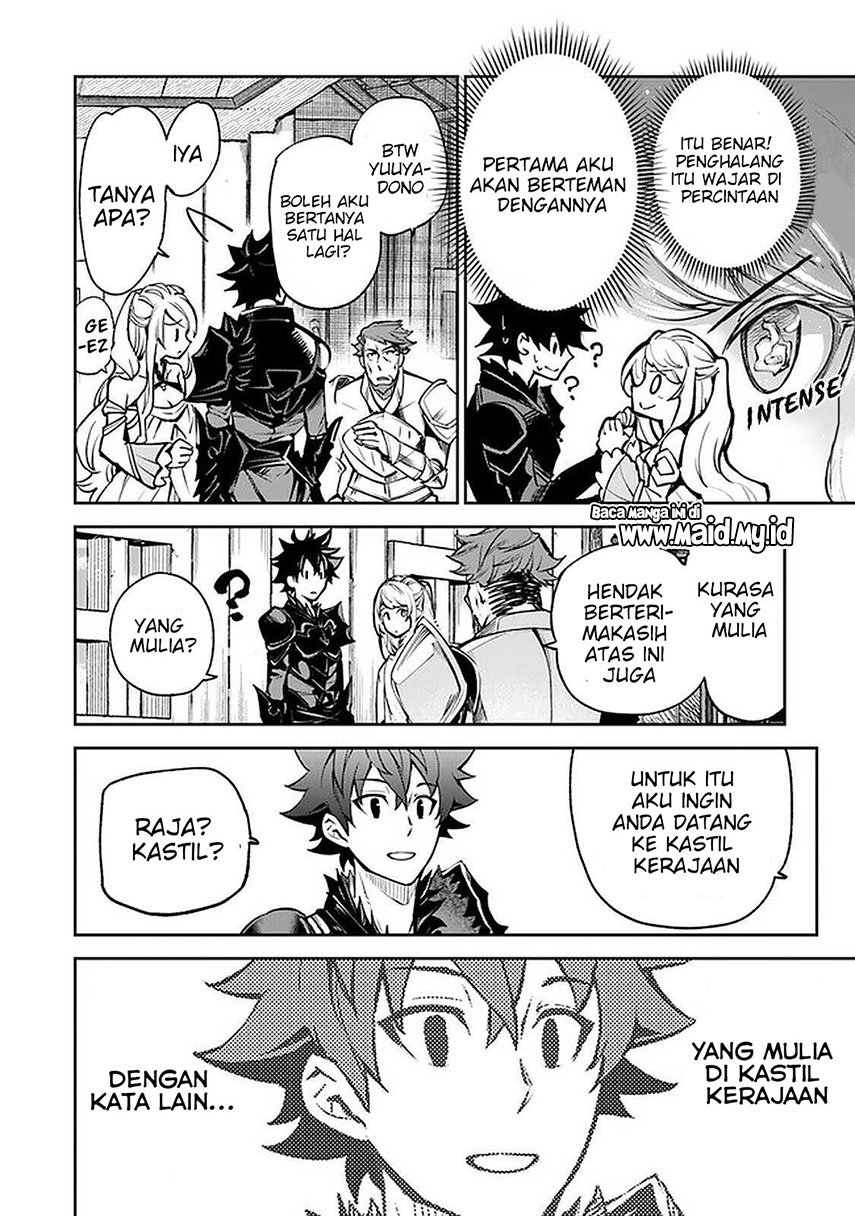 ITU BENAR!
PENGHALANG
ITU WAJAR DI
PERCINTAAN
PERTAMA AKU
AKAN BERTEMAN
DENGANNYA
INTENSE
?
?
?
BTW
YUUYA-
DONO
BOLEH AKU
BERTANYA
SATU HAL
LAGI?
IYA
TANYA
APA?
GE-
-EZ
Baca Manga ini di
www.Maid.My.id
KURASA
YANG
MULIA
HENDAK
BERTERI-
MAKASIH
ATAS INI
JUGA
?
YANG
MULIA?
UNTUK ITU
AKU INGIN
ANDA DATANG
KE KASTIL
KERAJAAN
RAJA?
KASTIL?
YANG MULIA
DI KASTIL
KERAJAAN
DENGAN
KATA LAIN...